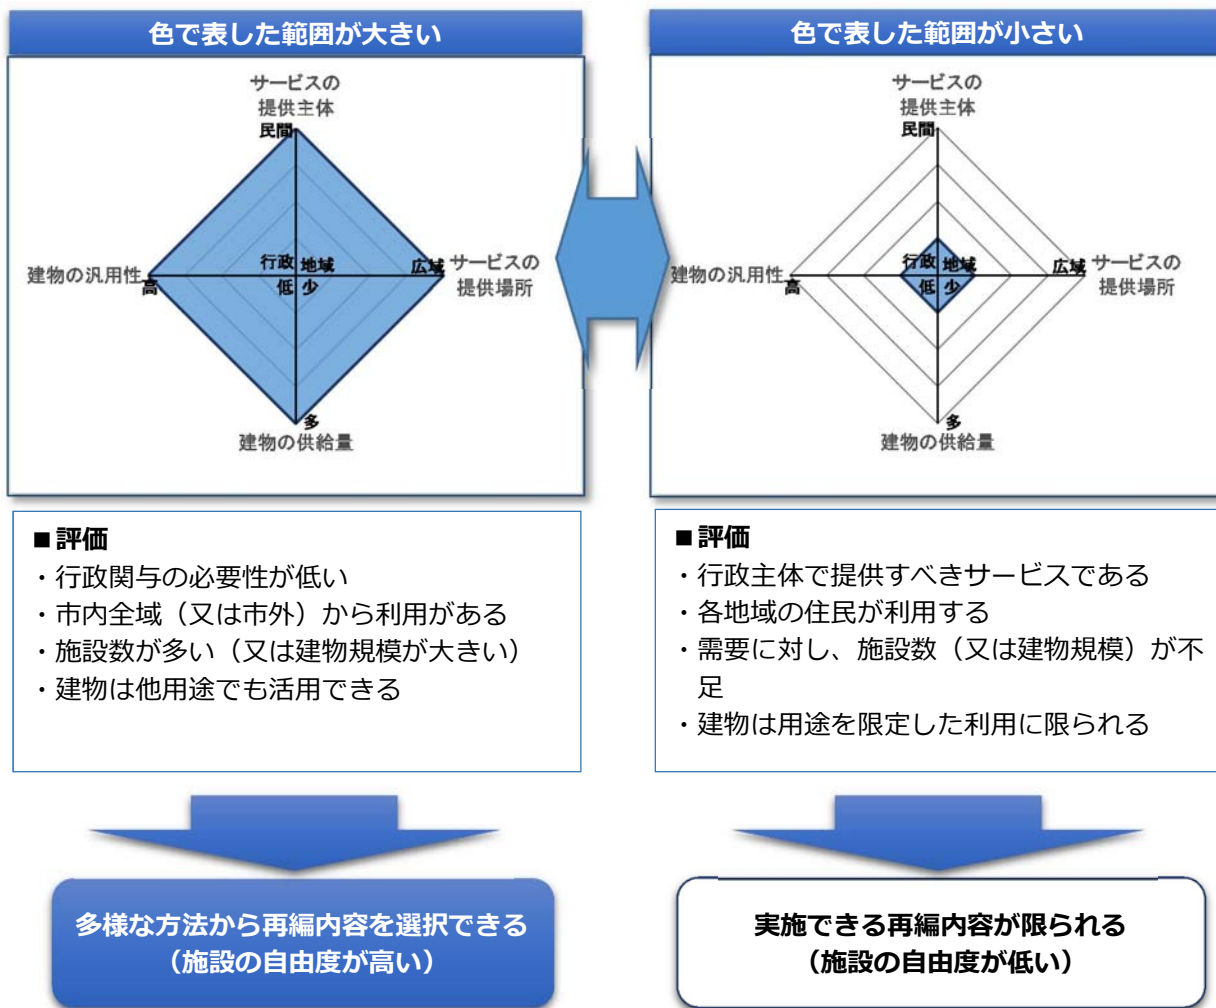 色で表した範囲が大きい
サービスの
提供主体
民間
建物の汎用性
高
行政
地域
低
少
広域
サービスの
提供場所
多
建物の供給量
■評価
・行政関与の必要性が低い
・市内全域（又は市外）から利用がある
・施設数が多い（又は建物規模が大きい）
・建物は他用途でも活用できる
多様な方法から再編内容を選択できる
（施設の自由度が高い）
色で表した範囲が小さい
サービスの
提供主体
民間
建物の汎用性
高
行政
地域
低
少
広域
サービスの
提供場所
多
建物の供給量
■評価
・行政主体で提供すべきサービスである
・各地域の住民が利用する
・需要に対し、施設数（又は建物規模）が不
足
・建物は用途を限定した利用に限られる
実施できる再編内容が限られる
（施設の自由度が低い）